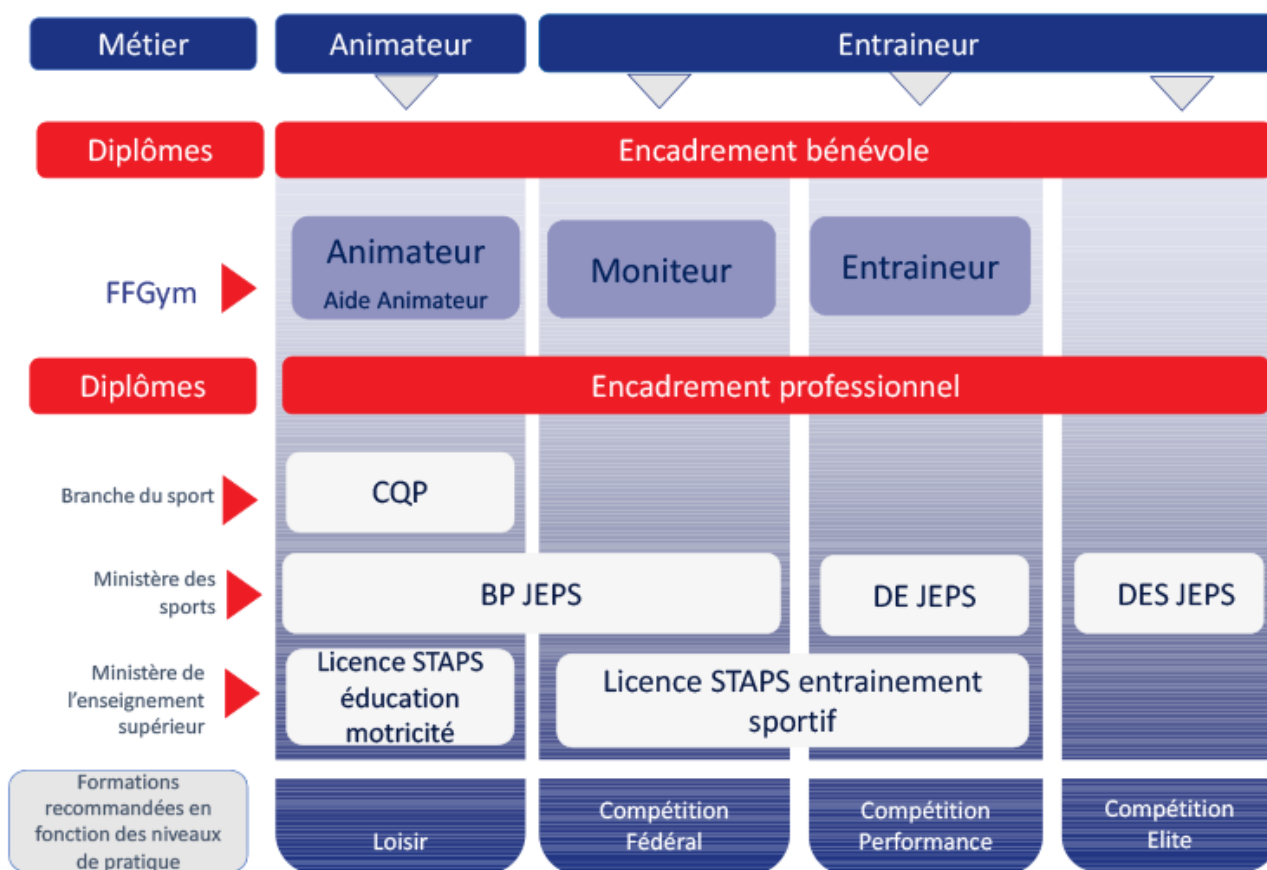 Métier
Animateur
Entraineur
Diplômes
Encadrement bénévole
FFGym
Animateur
Aide Animateur
Moniteur
Entraineur
Diplômes
Encadrement professionnel
Branche du sport
CQP
Ministère des
sports
BP JEPS
DE JEPS
DES JEPS
Ministère de
l'enseignement
supérieur
Licence STAPS
éducation
motricité
Licence STAPS entrainement
sportif
Formations
recommandées en
fonction des niveaux
de pratique
Loisir
Compétition
Fédéral
Compétition
Performance
Compétition
Elite